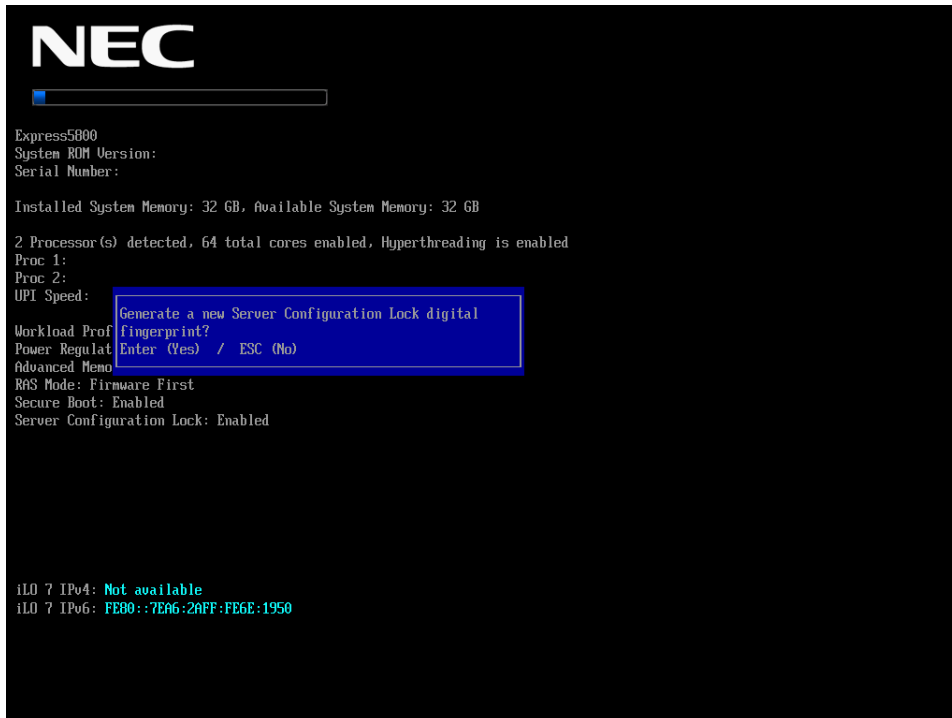 NEC
Express5800
System ROM Version:
Serial Number:
Installed System Memory: 32 GB, Available System Memory: 32 GB
2 Processor(s) detected, 64 total cores enabled, Hyperthreading is enabled
Proc 1:
Proc 2:
UPI Speed:
Generate a new Server Configuration Lock digital
Workload Prof fingerprint?
Power Regulat Enter (Yes) / ESC (No)
Advanced Memo
RAS Mode: Firmware First
Secure Boot: Enabled
Server Configuration Lock: Enabled
iLO 7 IPv4: Not available
iLO 7 IPv6: FE80::7EA6:2AFF:FE6E:1950